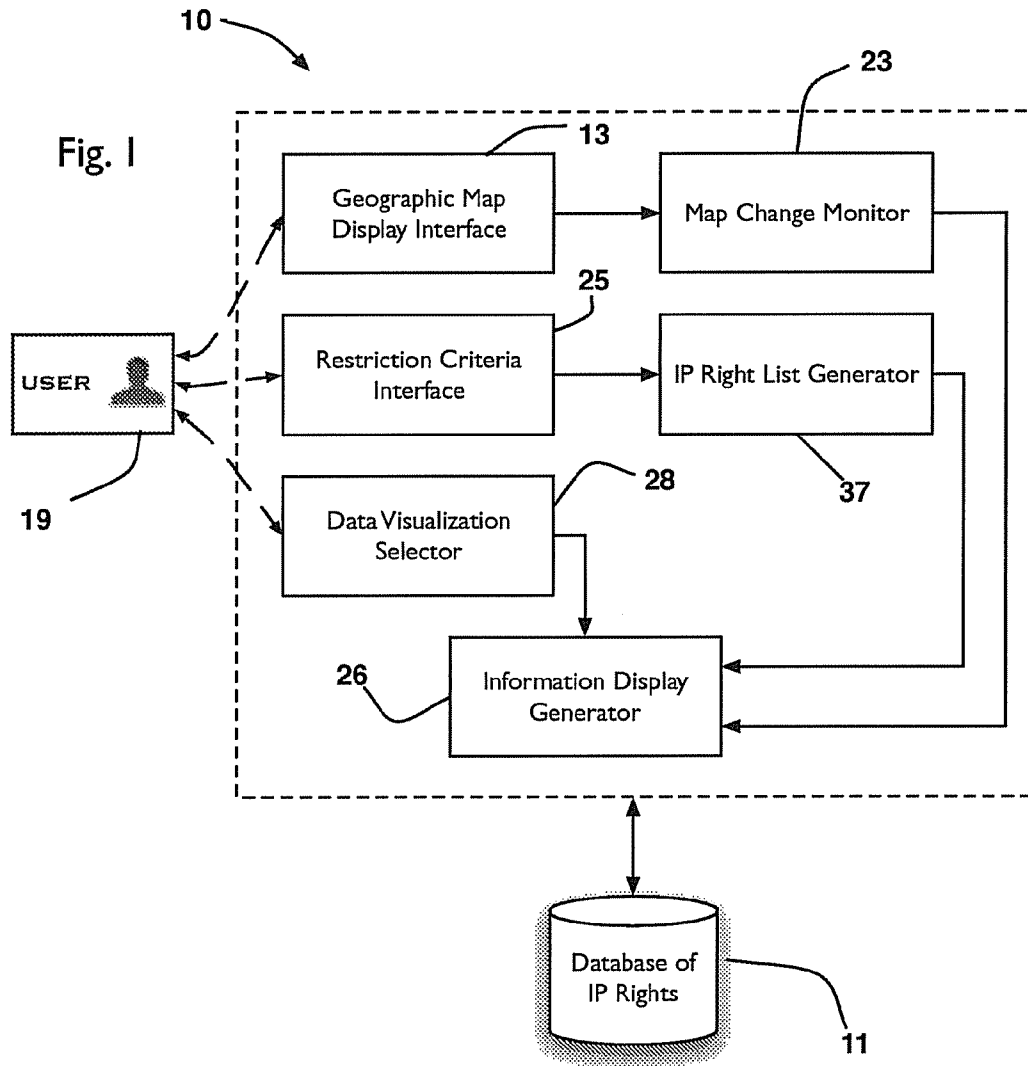 10
23
Fig. 1
13
Geographic Map
Display Interface
Map Change Monitor
25
USER
Restriction Criteria
Interface
IP Right List Generator
19
28
37
Data Visualization
Selector
26
Information Display
Generator
Database of
IP Rights
11